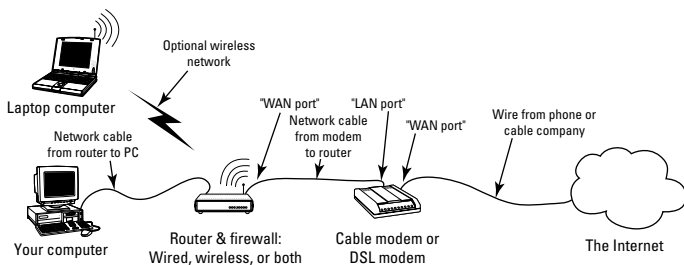 Optional wireless
network
Laptop computer
"WAN port"
"LAN port"
Network cable
from router to PC
Network cable
from modem
to router
"WAN port"
Wire from phone or
cable company
Your computer
Router & firewall:
Wired, wireless, or both
Cable modem or
DSL modem
The Internet